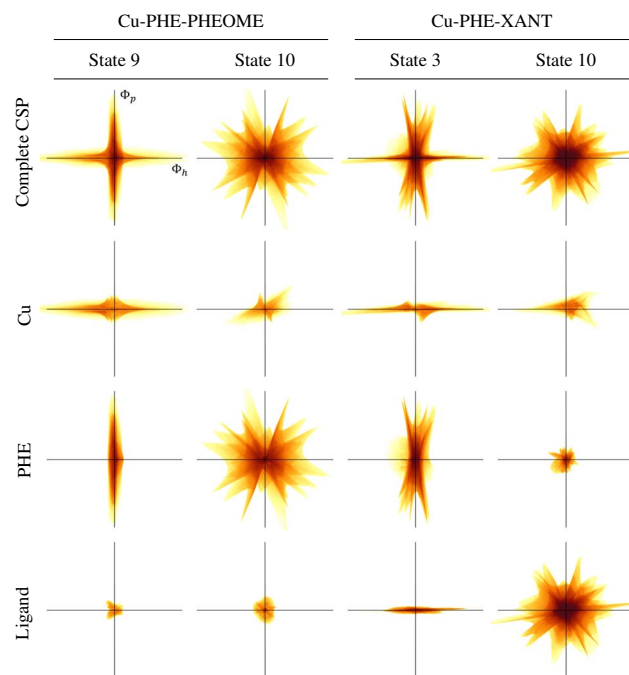 Cu-PHE-PHEOME Cu-PHE-XANT
State 9 State 10 State 3 State 10
Complete CSP
Φp
Φh
Cu
PHE
Ligand